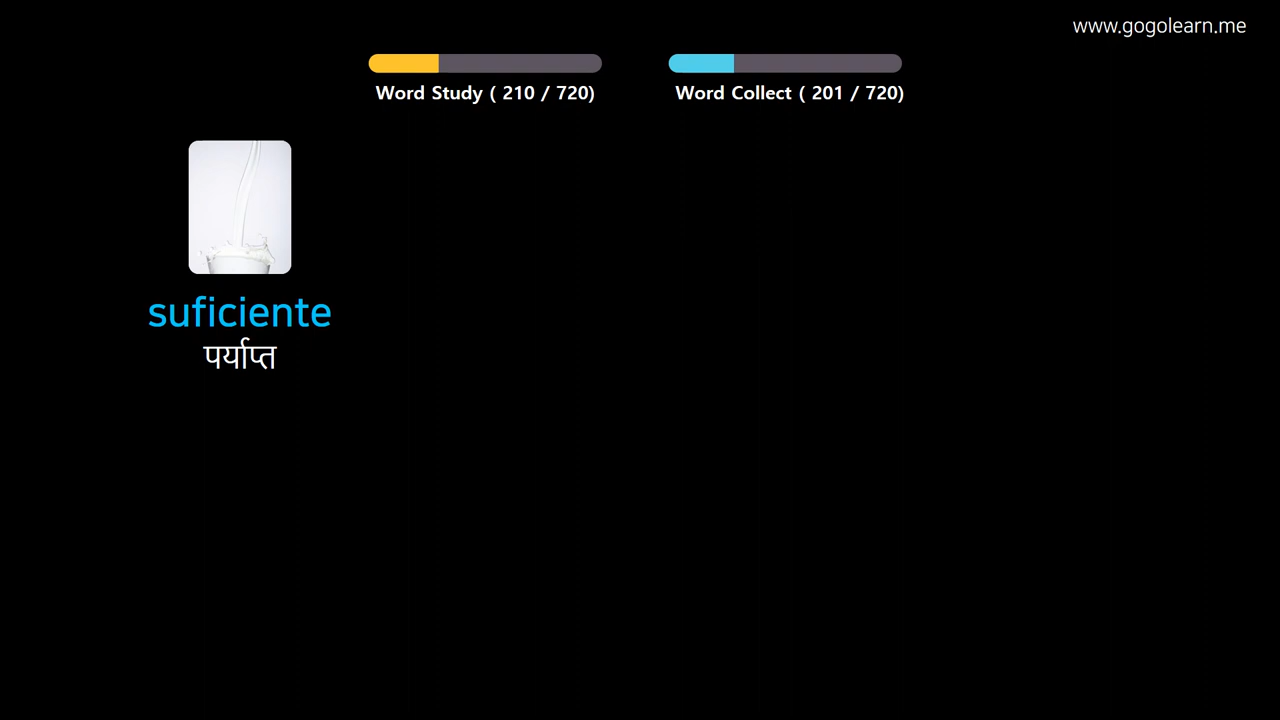 www.gogolearn.me
Word Study ( 210 / 720)
Word Collect ( 201 / 720)
suficiente
पर्याप्त